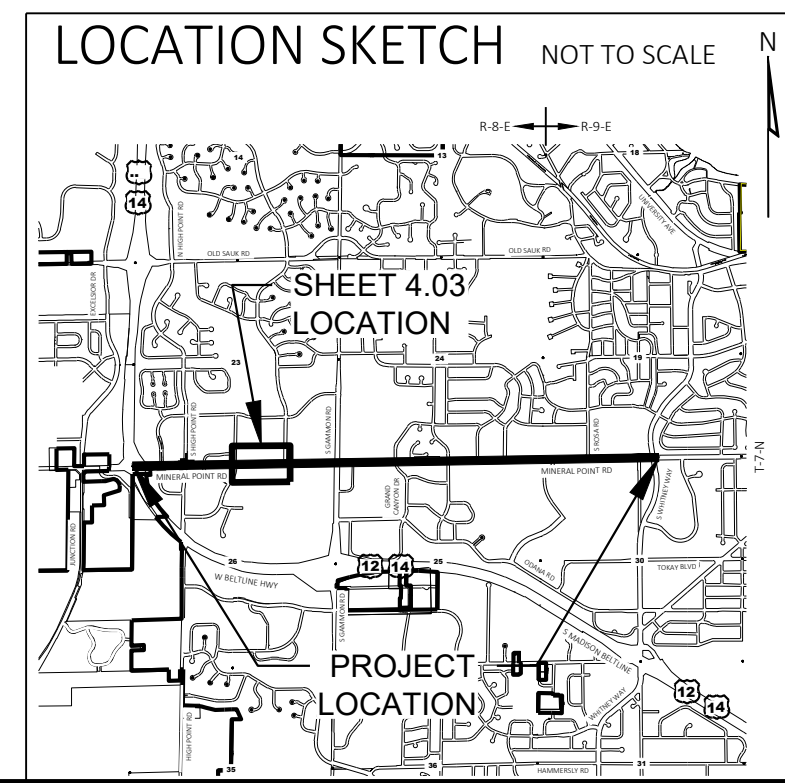 LOCATION SKETCH NOT TO SCALE
N
R-8-E R-9-E
14
13
18
..
14
N HIGH POINT RD
UNIVERSITY AVE
OLD SAUK RD
OLD SAUK RD
EXCELSIOR DR
SHEET 4.03
LOCATION
23
24
19
S HIGH POINT RD
S GAMMON RD
S ROSA RD
MINERAL POINT RD
MINERAL POINT RD
T-7-N
GRAND
CANYON DR
S WHITNEY WAY
JUNCTION RD
26
12 14
25
ODANA RD
30
TOKAY BLVD
W BELTLINE HWY
S GAMMON RD
S MADISON BELTLINE
PROJECT
LOCATION
12
14
WHITNEY WAY
HIGH POINT RD
35
36
31
HAMMERSLY RD